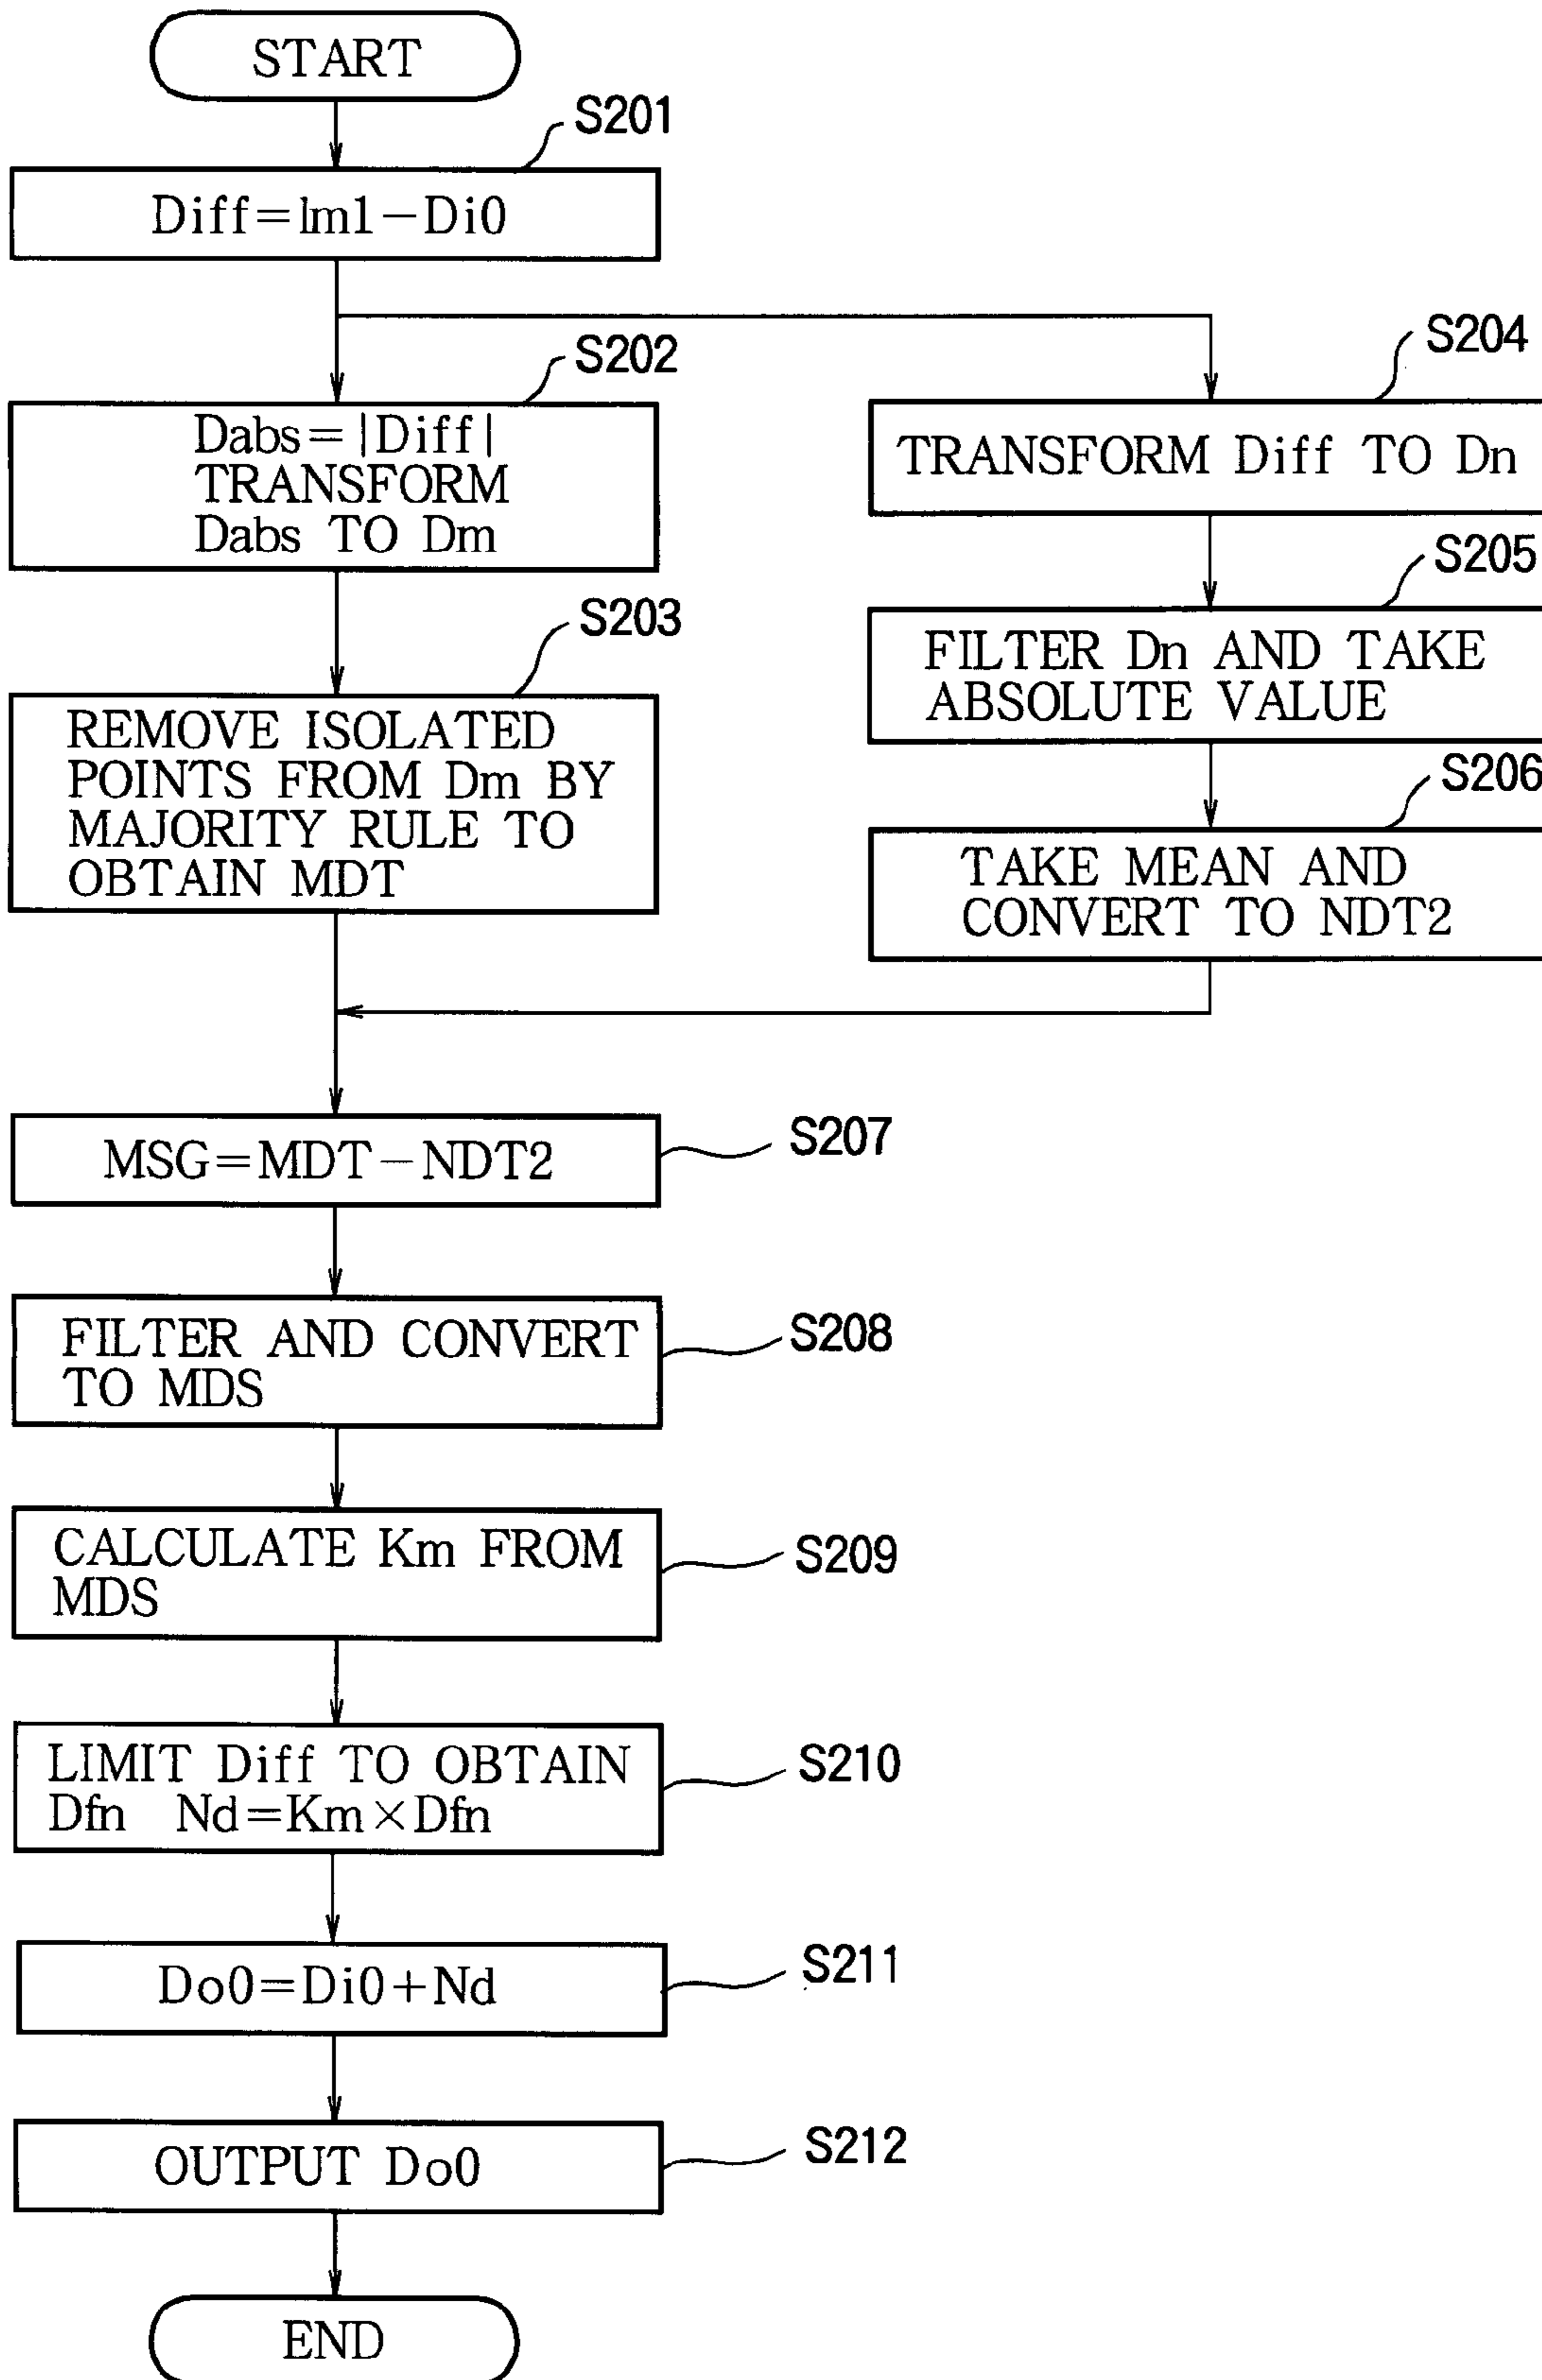 START
S201
Diff=Im1−Di0
S202
Dabs=|Diff|
TRANSFORM
Dabs TO Dm
S203
REMOVE ISOLATED
POINTS FROM Dm BY
MAJORITY RULE TO
OBTAIN MDT
S204
TRANSFORM Diff TO Dn
S205
FILTER Dn AND TAKE
ABSOLUTE VALUE
S206
TAKE MEAN AND
CONVERT TO NDT2
MSG=MDT−NDT2
S207
FILTER AND CONVERT
TO MDS
S208
CALCULATE Km FROM
MDS
S209
LIMIT Diff TO OBTAIN
Dfn Nd=Km×Dfn
S210
Do0=Di0+Nd
S211
OUTPUT Do0
S212
END